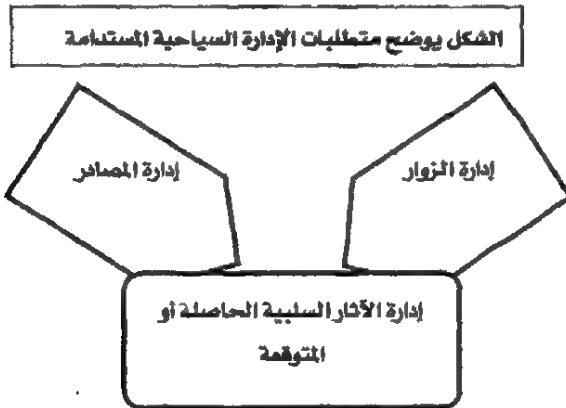 الشكل يوضح متطلبات الإدارة السياحية المستدامة
إدارة الزوار
إدارة المصادر
إدارة الآثار السلبية الحاصلة أو
المتوقعة